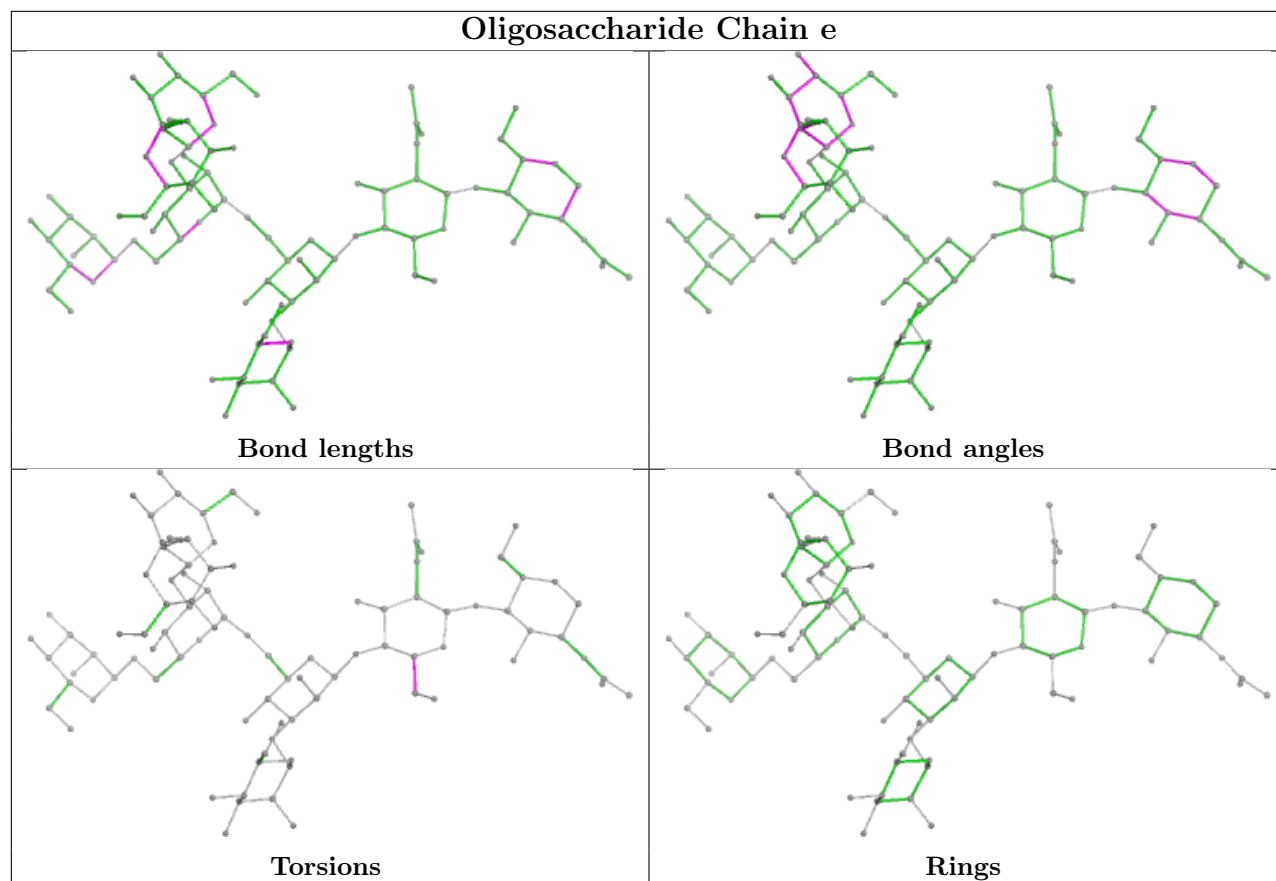 Oligosaccharide Chain e
Bond lengths
Bond angles
Torsions
Rings